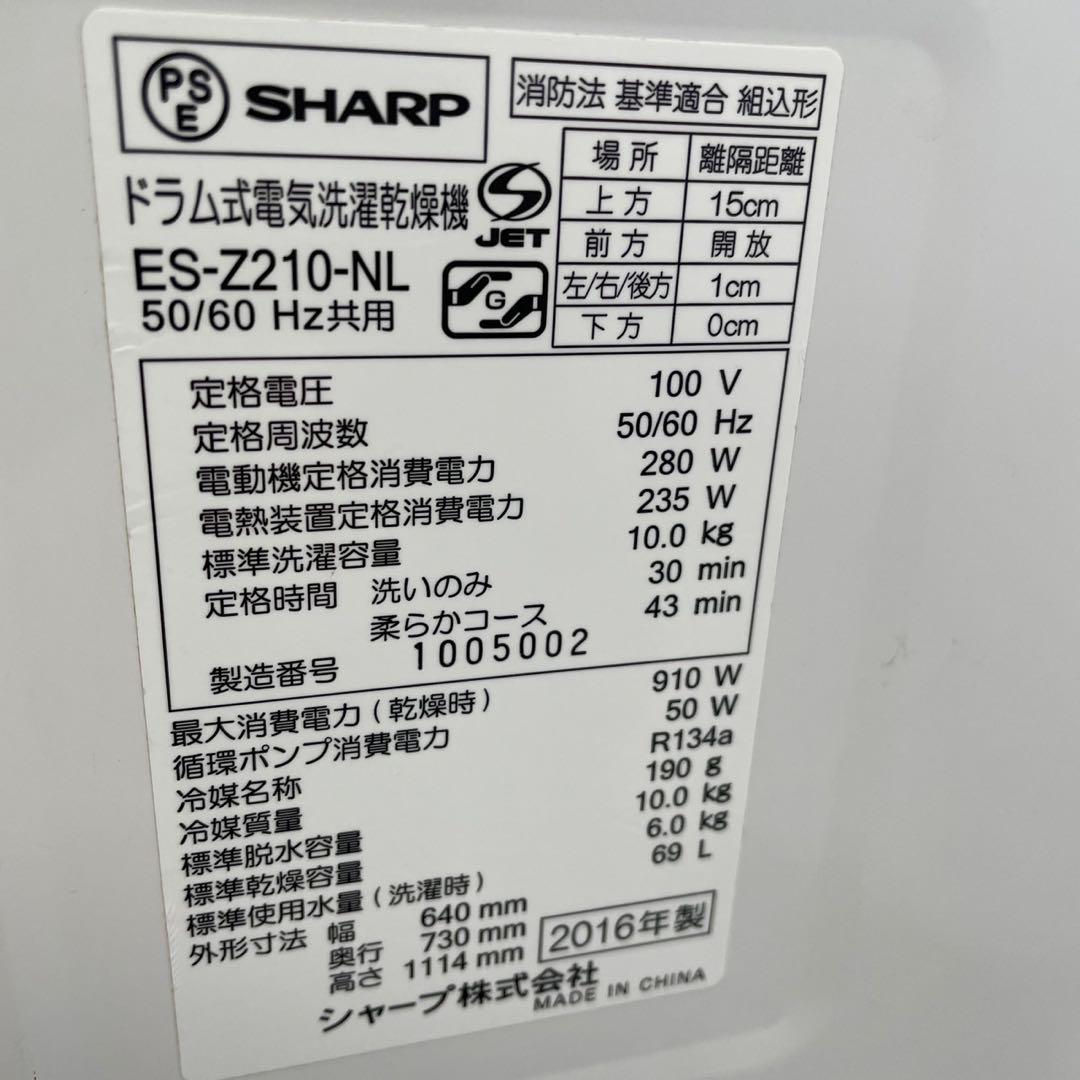 PSE SHARP
消防法 基準適合 組込形
場所 離隔距離
上方 15cm
前方 開放
左/右/後方 1cm
下方 0cm
ドラム式電気洗濯乾燥機
S JET
ES-Z210-NL
G
50/60 Hz共用
定格電圧 100 V
定格周波数 50/60 Hz
電動機定格消費電力 280 W
電熱装置定格消費電力 235 W
標準洗濯容量 10.0 kg
定格時間 洗いのみ 30 min
柔らかコース 43 min
製造番号 1005002
最大消費電力(乾燥時) 910 W
循環ポンプ消費電力 50 W
冷媒名称 R134a
冷媒質量 190 g
標準脱水容量 10.0 kg
標準乾燥容量 6.0 kg
標準使用水量(洗濯時) 69 L
外形寸法 幅 640 mm
奥行 730 mm
高さ 1114 mm
2016年製
シャープ株式会社
MADE IN CHINA